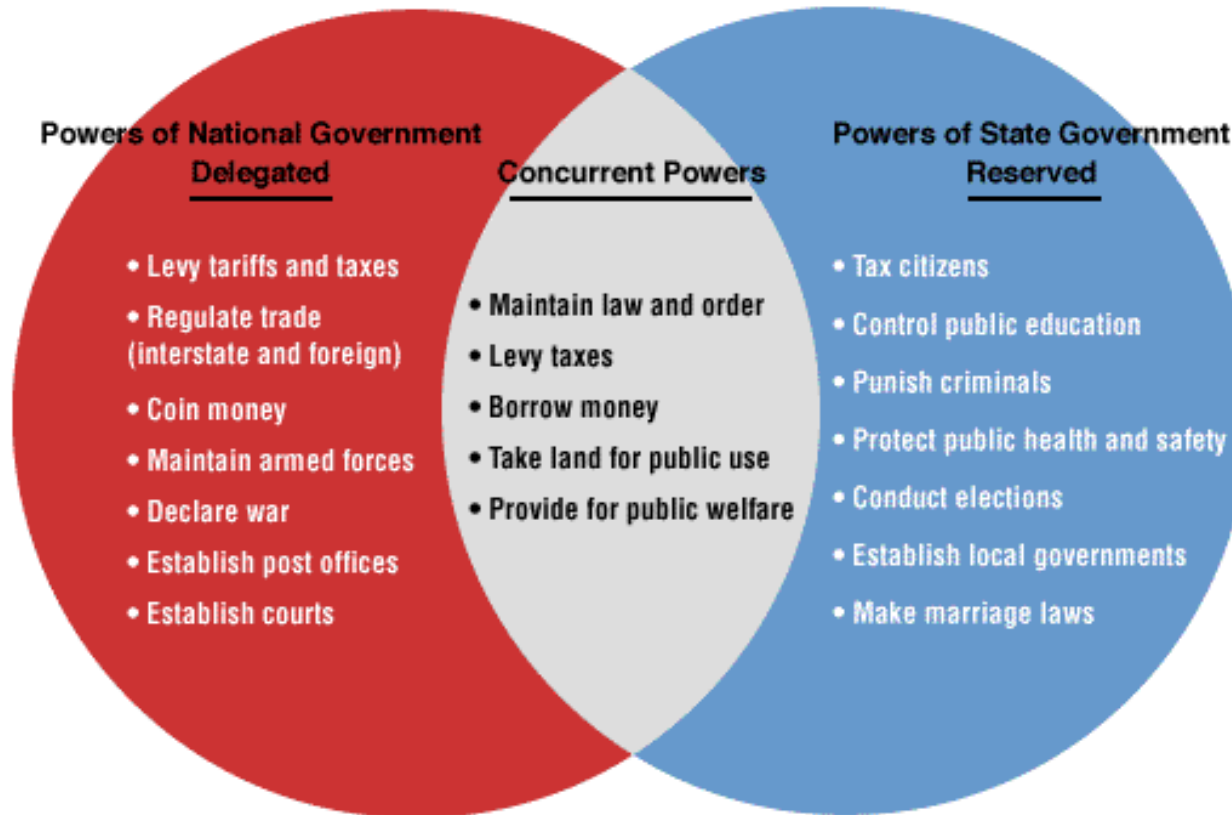 Powers of National Government
Delegated
• Levy tariffs and taxes
• Regulate trade
(interstate and foreign)
• Coin money
• Maintain armed forces
• Declare war
• Establish post offices
• Establish courts
Concurrent Powers
• Maintain law and order
• Levy taxes
• Borrow money
• Take land for public use
• Provide for public welfare
Powers of State Government
Reserved
• Tax citizens
• Control public education
• Punish criminals
• Protect public health and safety
• Conduct elections
• Establish local governments
• Make marriage laws